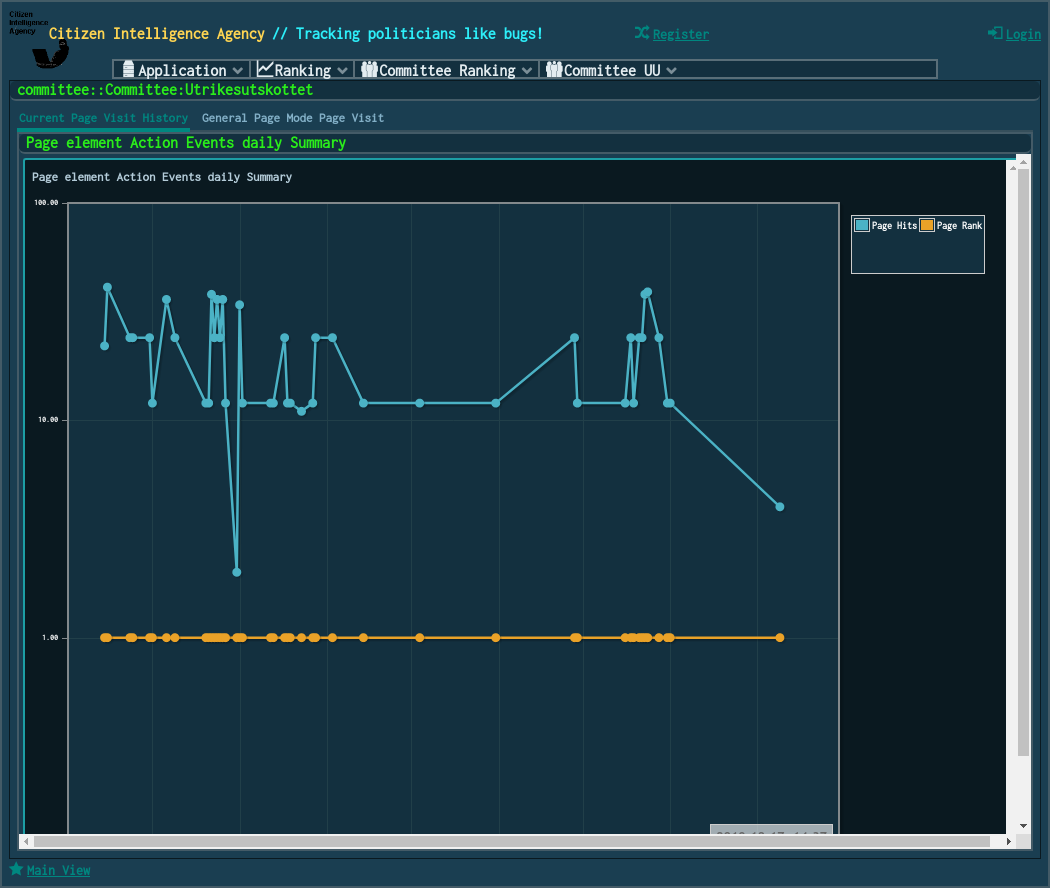 Citizen
Intelligence
Agency
Citizen Intelligence Agency // Tracking politicians like bugs!
Register
Login
Application
Ranking
Committee Ranking
Committee UU
committee::Committee:Utrikesutskottet
Current Page Visit History
General Page Mode Page Visit
Page element Action Events daily Summary
Page element Action Events daily Summary
100.00
Page Hits
Page Rank
10.00
1.00
Main View